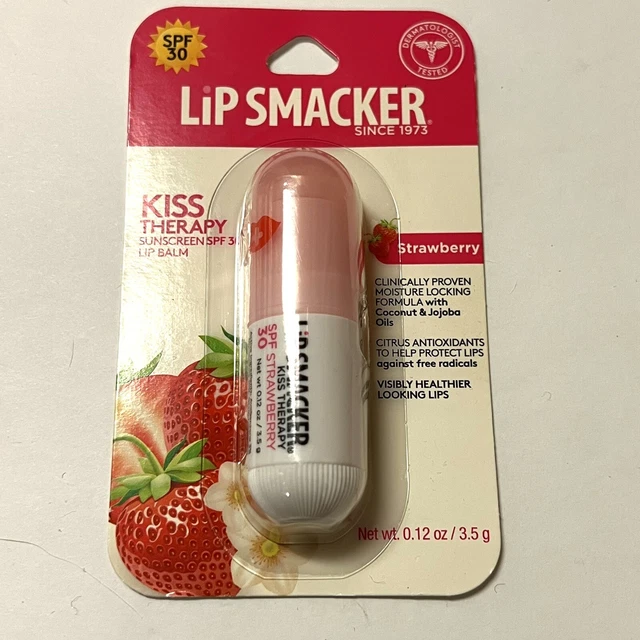 SPF
30
DERMATOLOGIST
TESTED
LiP SMACKER
SINCE 1973
KISS
THERAPY
SUNSCREEN SPF 30
LIP BALM
Strawberry
CLINICALLY PROVEN
MOISTURE LOCKING
FORMULA with
Coconut & Jojoba
Oils
CITRUS ANTIOXIDANTS
TO HELP PROTECT LIPS
against free radicals
VISIBLY HEALTHIER
LOOKING LIPS
LiP SMACKER
KISS THERAPY
SPF STRAWBERRY
30
Net wt 0.12 oz / 3.5 g
Net wt. 0.12 oz / 3.5 g